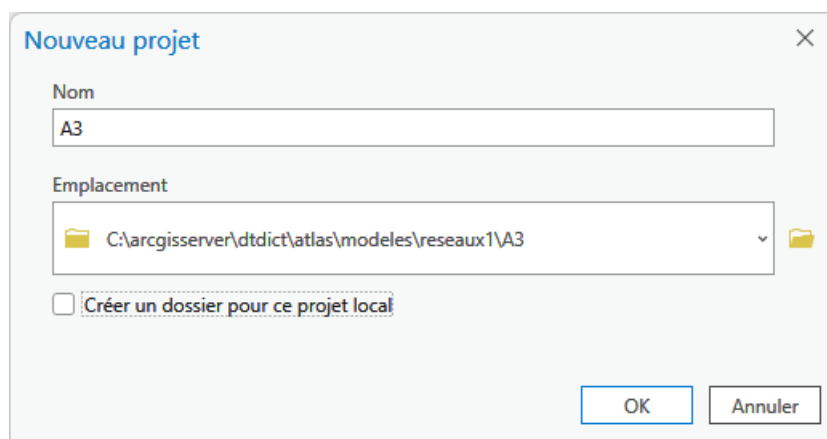 Nouveau projet
Nom
A3
Emplacement
C:\arcgisserver\dtdict\atlas\modeles\reseaux1\A3
Créer un dossier pour ce projet local
OK
Annuler